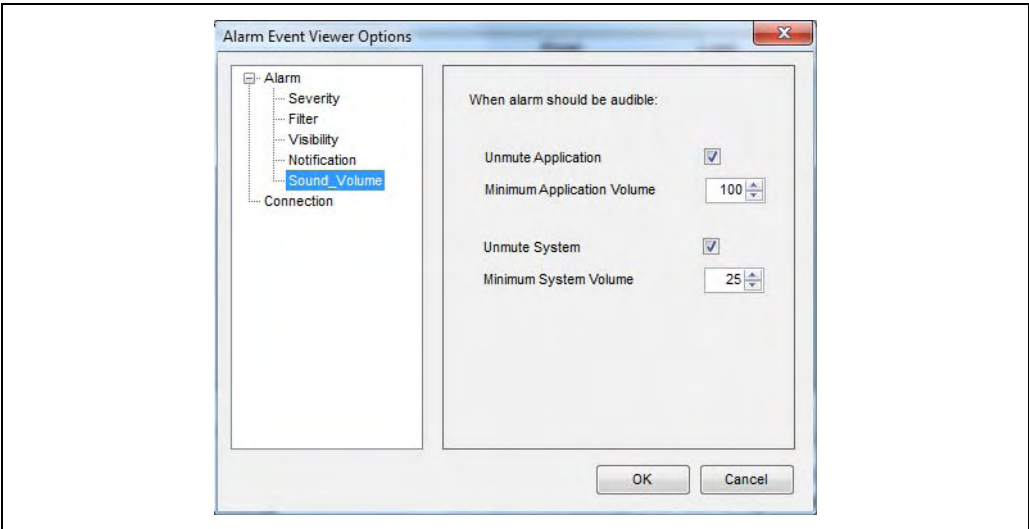 Alarm Event Viewer Options
Alarm
Severity
Filter
Visibility
Notification
Sound_Volume
Connection
When alarm should be audible:
Unmute Application
Minimum Application Volume 100
Unmute System
Minimum System Volume 25
OK Cancel